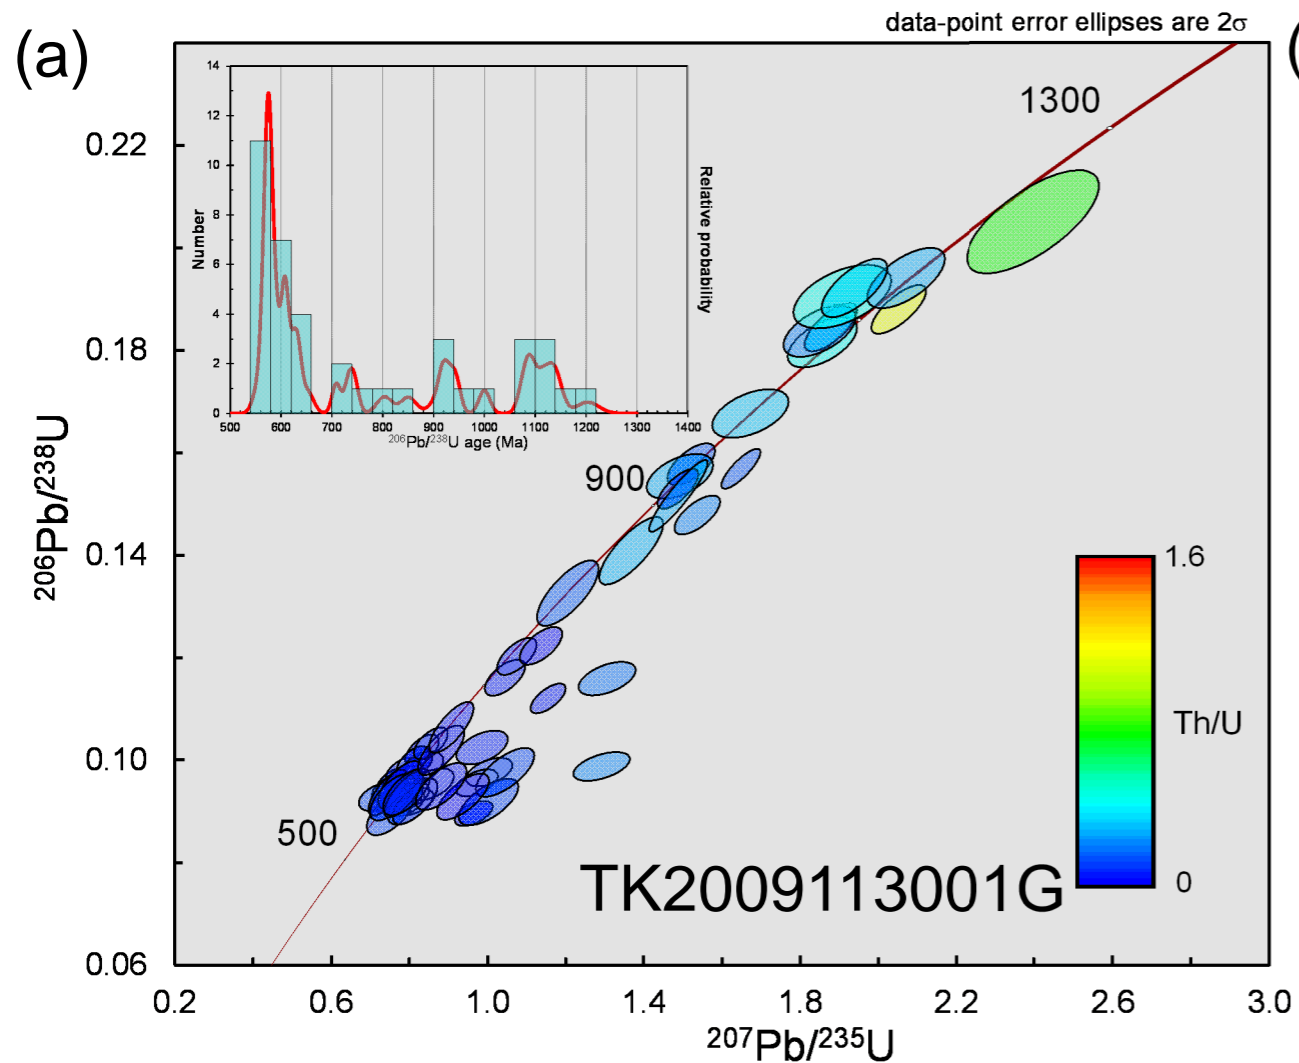 data-point error ellipses are 2σ
(a)
(
14
12
10
8
6
4
2
0
Number
Relative probability
500 600 700 800 900 1000 1100 1200 1300 1400
206Pb/238U age (Ma)
1300
900
500
0.22
0.18
0.14
0.10
0.06
206Pb/238U
1.6
Th/U
0
TK2009113001G
0.2 0.6 1.0 1.4 1.8 2.2 2.6 3.0
207Pb/235U